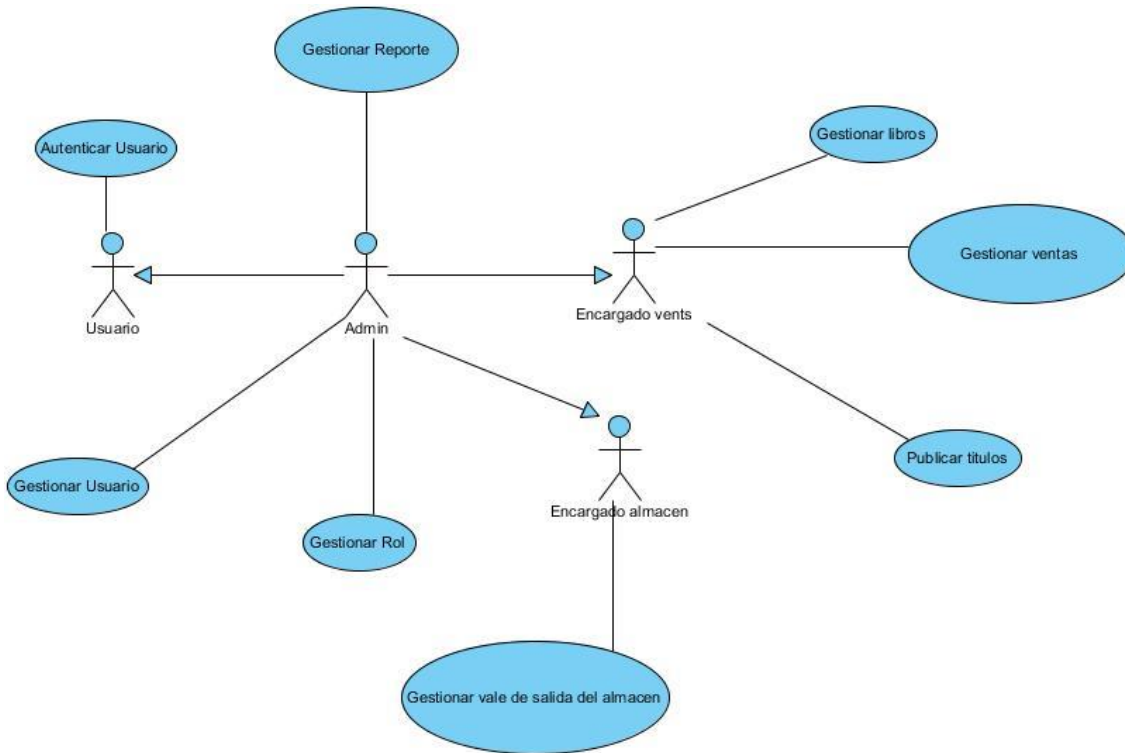 Gestionar Reporte
Autenticar Usuario
Gestionar libros
Gestionar ventas
Usuario
Admin
Encargado vents
Publicar titulos
Gestionar Usuario
Encargado almacen
Gestionar Rol
Gestionar vale de salida del almacen